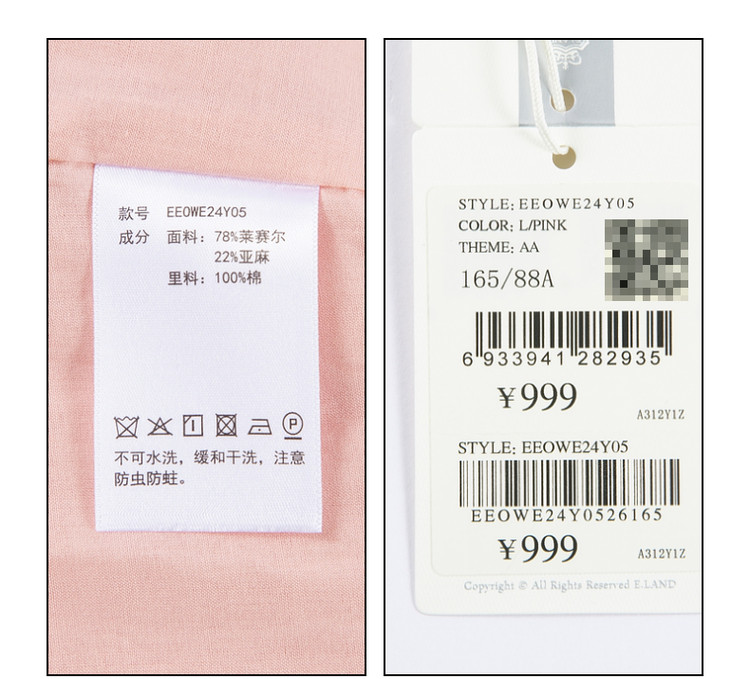 款号 EEOWE24Y05
成分 面料：78%莱赛尔
22%亚麻
里料：100%棉
P
不可水洗，缓和干洗，注意
防虫防蛀。
STYLE: EEOWE24Y05
COLOR: L/PINK
THEME: AA
165/88A
6 933941 282935
¥999
A312Y1Z
STYLE: EEOWE24Y05
EEOWE24Y0526165
¥999
A312Y1Z
Copyright © All Rights Reserved E.LAND